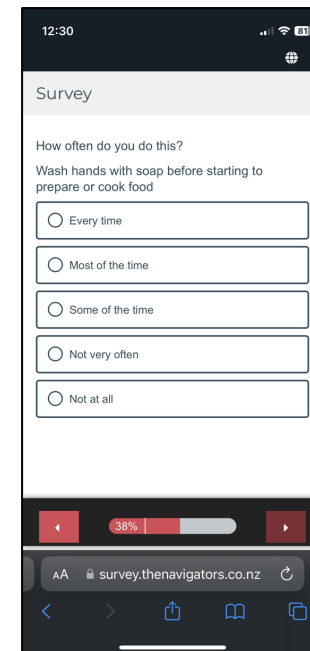 12:30
81
Survey
How often do you do this?
Wash hands with soap before starting to
prepare or cook food
Every time
Most of the time
Some of the time
Not very often
Not at all
38%
AA survey.thenavigators.co.nz